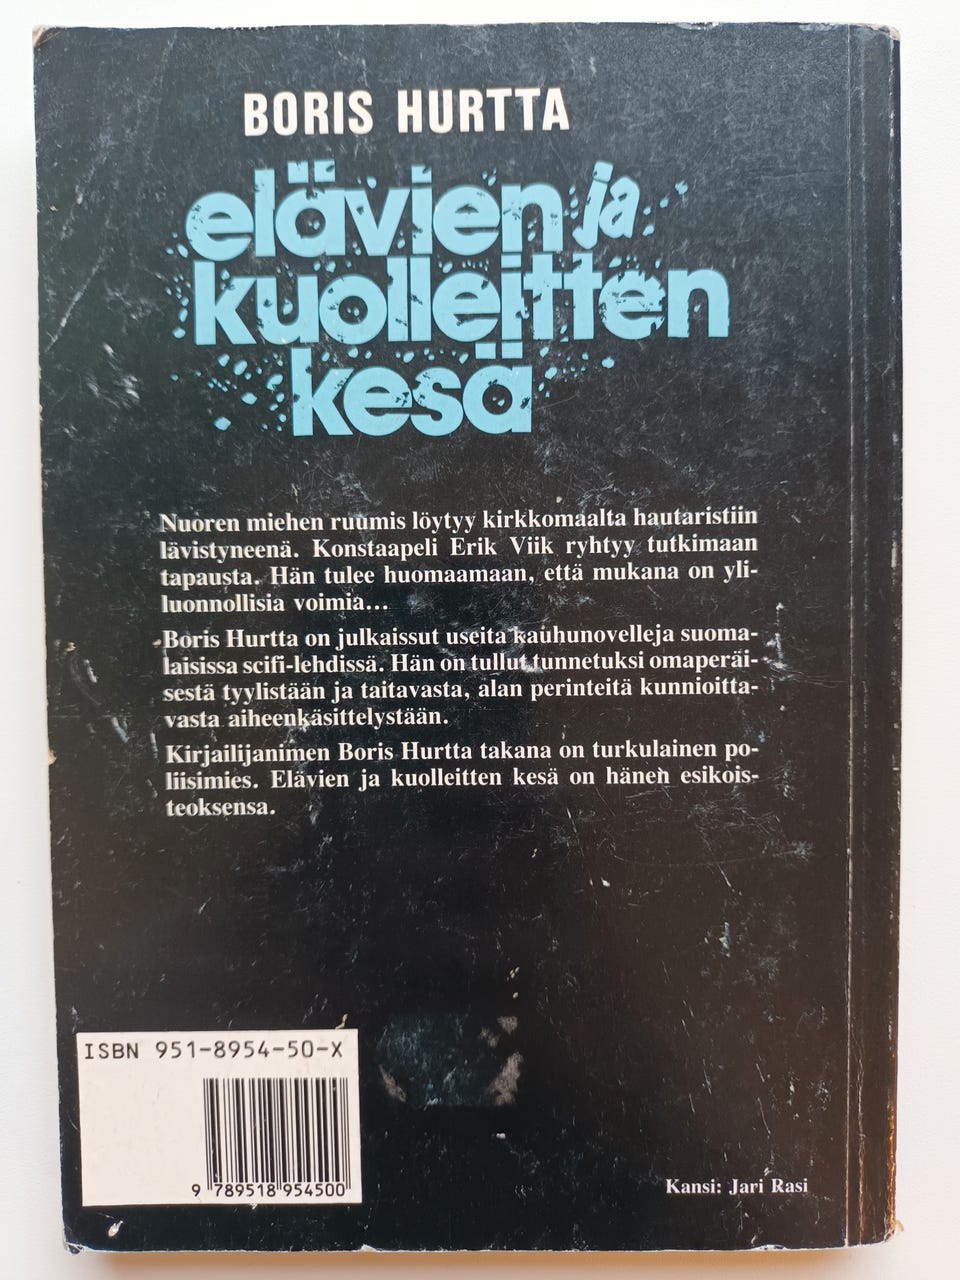 BORIS HURTTA
elävien ja
kuolleitten
kesä
Nuoren miehen ruumis löytyy kirkkomaalta hautaristiin
lävistyneenä. Konstaapeli Erik Viik ryhtyy tutkimaan
tapausta. Hän tulee huomaamaan, että mukana on yli-
luonnollisia voimia...
Boris Hurtta on julkaissut useita kauhunovelleja suoma-
laisissa scifi-lehdissä. Hän on tullut tunnetuksi omaperäi-
sestä tyylistään ja taitavasta, alan perinteitä kunnioitta-
vasta aiheenkäsittelystään.
Kirjailijanimen Boris Hurtta takana on turkulainen po-
liisimies. Elävien ja kuolleitten kesä on hänen esikois-
teoksensa.
ISBN 951-8954-50-X
9 789518 954500
Kansi: Jari Rasi